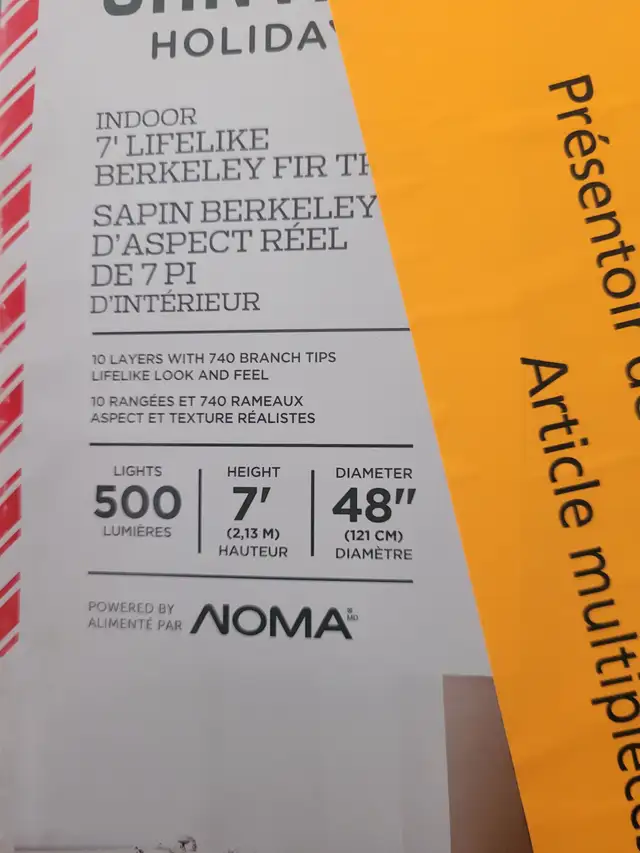 HOLIDAY
INDOOR
7' LIFELIKE
BERKELEY FIR
SAPIN BERKELEY
D'ASPECT RÉEL
DE 7 PI
D'INTÉRIEUR
10 LAYERS WITH 740 BRANCH TIPS
LIFELIKE LOOK AND FEEL
10 RANGÉES ET 740 RAMEAUX
ASPECT ET TEXTURE RÉALISTES
LIGHTS
500
LUMIÈRES
HEIGHT
7'
(2,13 M)
HAUTEUR
DIAMETER
48"
(121 CM)
DIAMÈTRE
POWERED BY
ALIMENTÉ PAR
NOMA
MD
Présentoir
Article